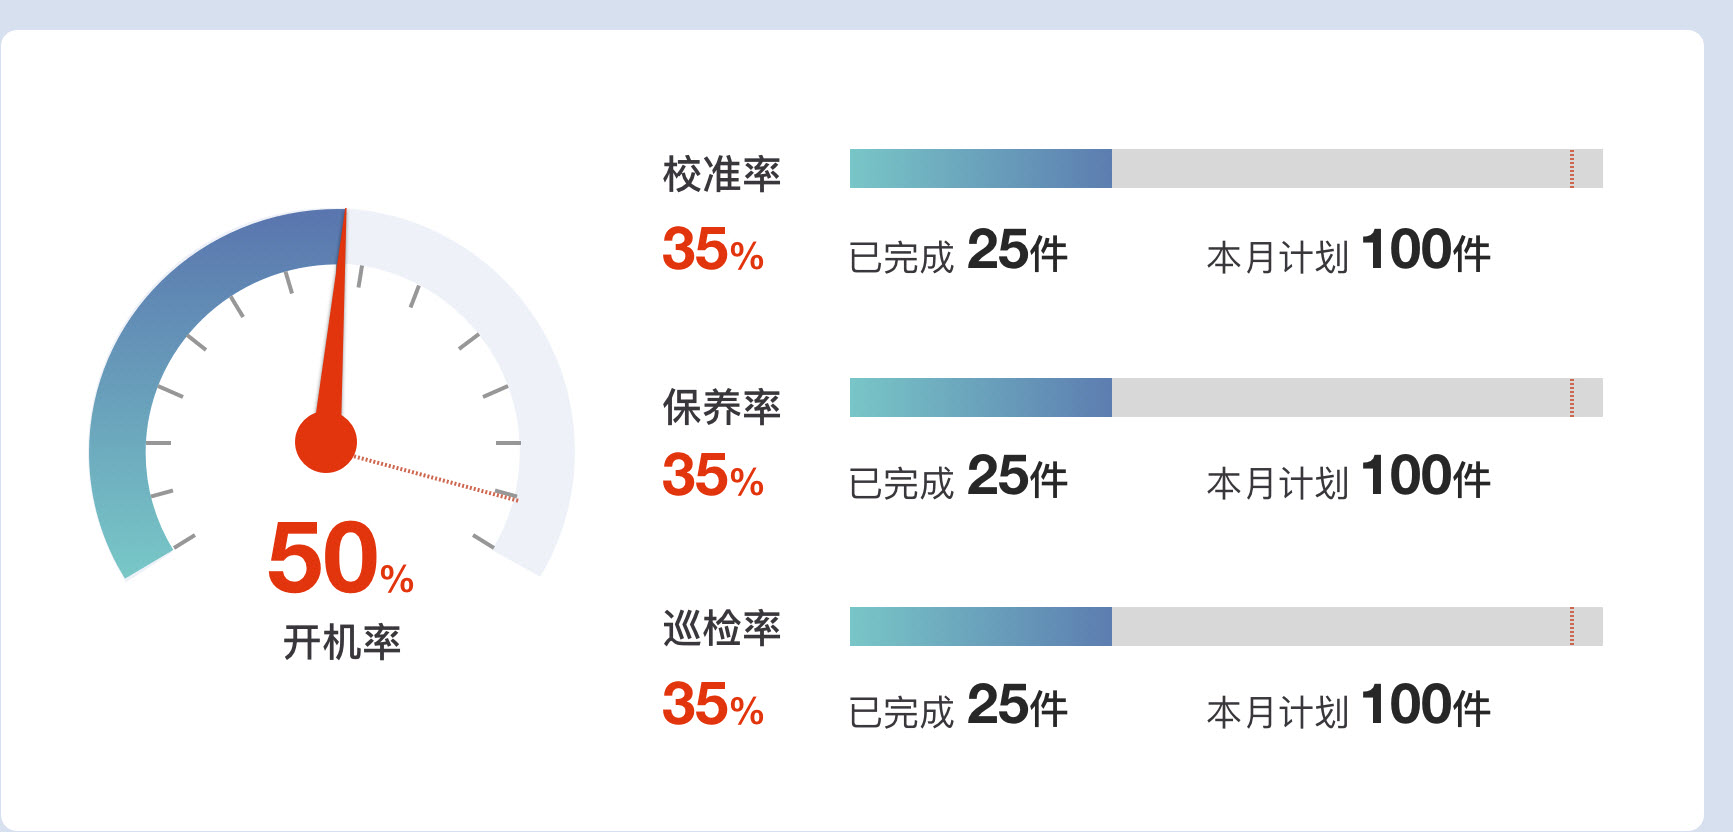 50%
开机率
校准率
35% 已完成 25件 本月计划 100件
保养率
35% 已完成 25件 本月计划 100件
巡检率
35% 已完成 25件 本月计划 100件